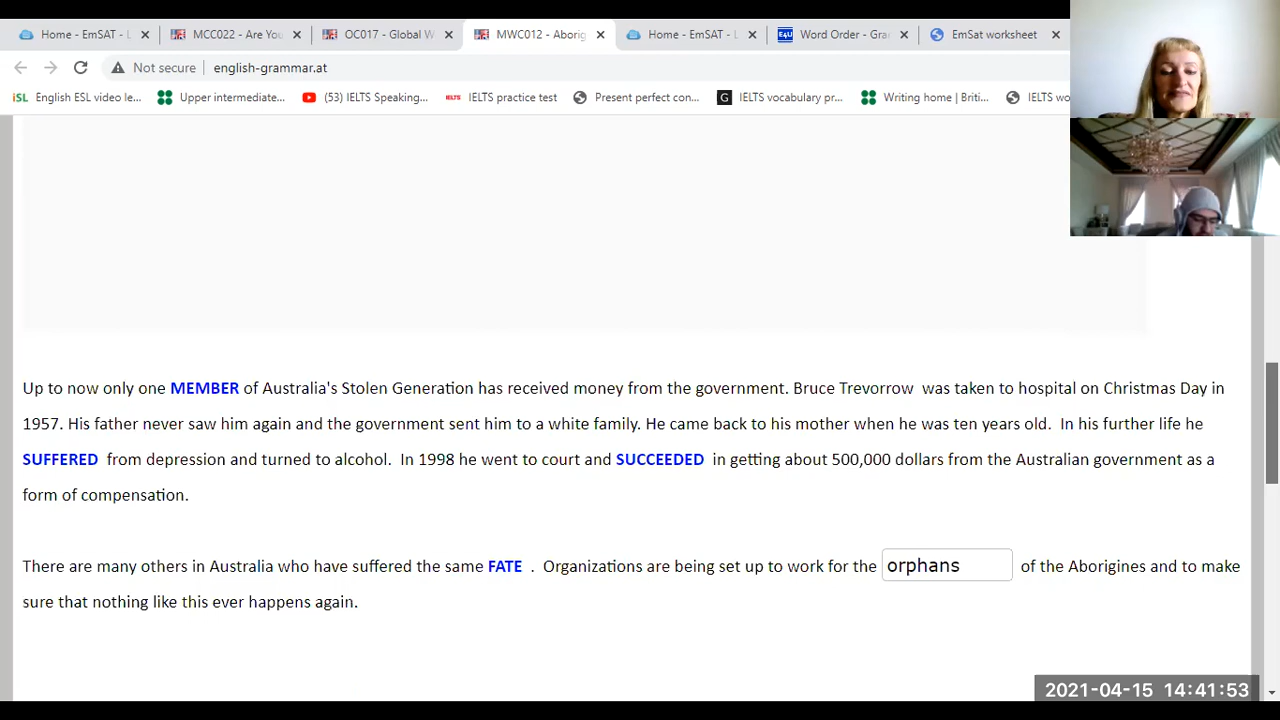 Home - EmSAT - L
MCC022 - Are You
OC017 - Global W
MWC012 - Aborig
Home - EmSAT - L
E4U
Word Order - Gra
EmSat worksheet
Not secure
english-grammar.at
iSL English ESL video le...
Upper intermediate...
(53) IELTS Speaking...
IELTS IELTS practice test
Present perfect con...
G IELTS vocabulary pr...
Writing home | Briti...
IELTS wo
Up to now only one MEMBER of Australia's Stolen Generation has received money from the government. Bruce Trevorrow was taken to hospital on Christmas Day in
1957. His father never saw him again and the government sent him to a white family. He came back to his mother when he was ten years old. In his further life he
SUFFERED from depression and turned to alcohol. In 1998 he went to court and SUCCEEDED in getting about 500,000 dollars from the Australian government as a
form of compensation.
There are many others in Australia who have suffered the same FATE . Organizations are being set up to work for the orphans of the Aborigines and to make
sure that nothing like this ever happens again.
2021-04-15 14:41:53